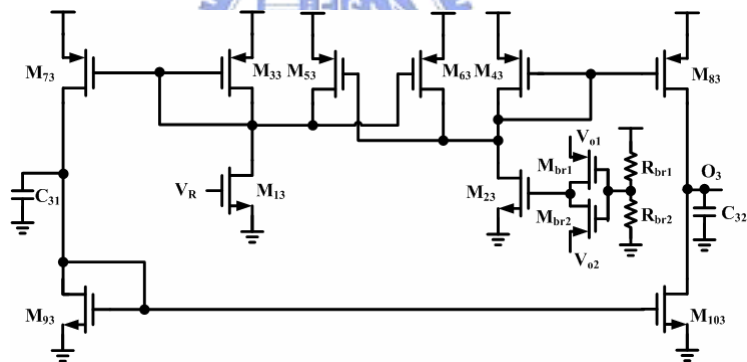 M73
M33
M53
M63
M43
M83
Vo1
Mbr1
Rbr1
O3
VR
M13
M23
C31
Mbr2
Rbr2
C32
Vo2
M93
M103